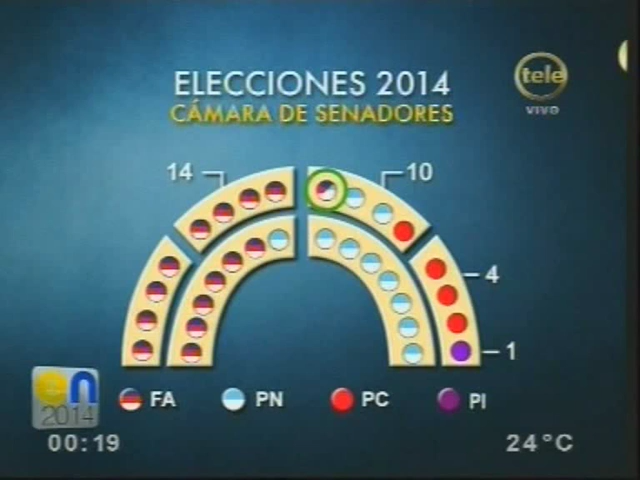 ELECCIONES 2014
CÁMARA DE SENADORES
tele
VIVO
14
10
4
1
FA
PN
PC
PI
en
2014
00:19
24°C